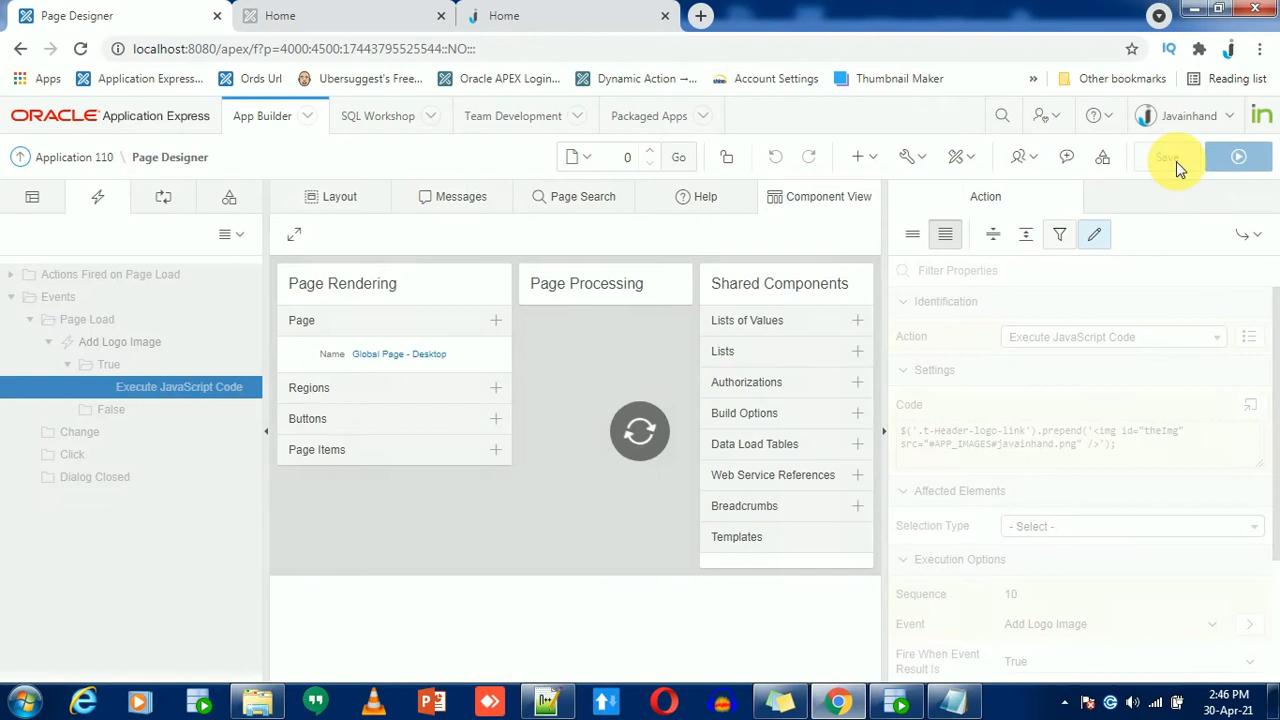 Page Designer
Home
Home
localhost:8080/apex/f?p=4000:4500:17443795525544::NO:::
IQ
Apps
Application Express...
Ords Url
Ubersuggest's Free...
Oracle APEX Login...
Dynamic Action →...
Account Settings
Thumbnail Maker
»
Other bookmarks
Reading list
ORACLE Application Express
App Builder
SQL Workshop
Team Development
Packaged Apps
Javainhand
in
Application 110 \ Page Designer
0
Go
Save
Layout
Messages
Page Search
Help
Component View
Action
Actions Fired on Page Load
Events
Page Load
Add Logo Image
True
Execute JavaScript Code
False
Change
Click
Dialog Closed
Page Rendering
Page
Name Global Page - Desktop
Regions
Buttons
Page Items
Page Processing
Shared Components
Lists of Values
Lists
Authorizations
Build Options
Data Load Tables
Web Service References
Breadcrumbs
Templates
Filter Properties
Identification
Action Execute JavaScript Code
Settings
Code
$('.t-Header-logo-link').prepend('<img id="theImg"
src="#APP_IMAGES#javainhand.png" />');
Affected Elements
Selection Type - Select -
Execution Options
Sequence 10
Event Add Logo Image
Fire When Event
Result Is
True
2:46 PM
30-Apr-21